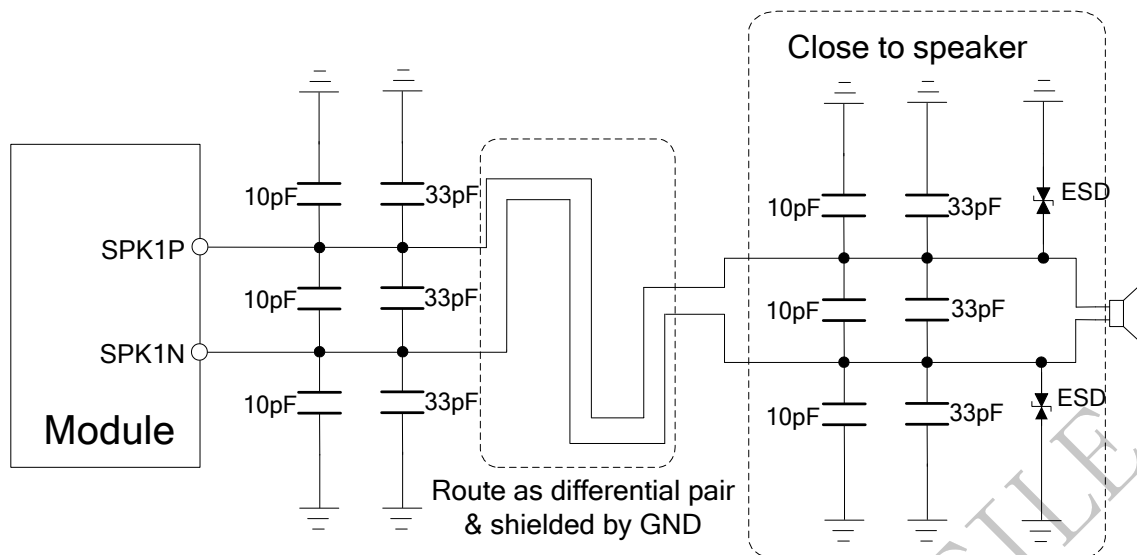 Close to speaker
10pF
33pF
10pF
33pF
ESD
SPK1P
10pF
33pF
10pF
33pF
SPK1N
10pF
33pF
10pF
33pF
ESD
Module
Route as differential pair
& shielded by GND